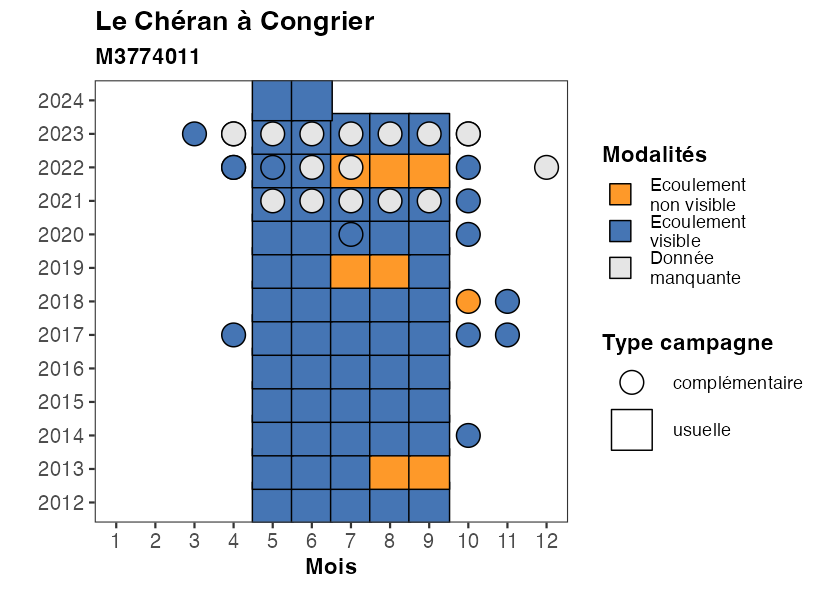 Le Chéran à Congrier
M3774011
2024
2023
2022
2021
2020
2019
2018
2017
2016
2015
2014
2013
2012
1 2 3 4 5 6 7 8 9 10 11 12
Mois
Modalités
Ecoulement
non visible
Ecoulement
visible
Donnée
manquante
Type campagne
complémentaire
usuelle